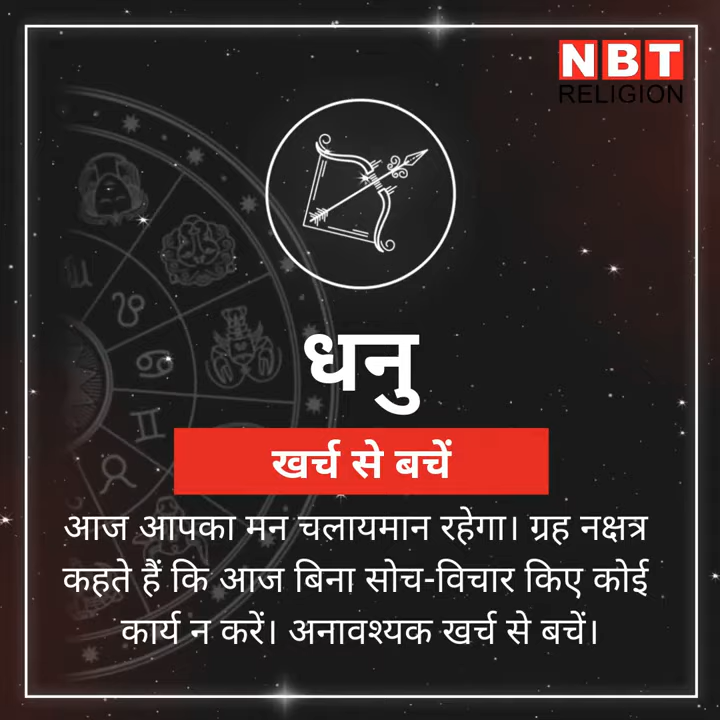 NBT
RELIGION
धनु
खर्च से बचें
आज आपका मन चलायमान रहेगा। ग्रह नक्षत्र
कहते हैं कि आज बिना सोच-विचार किए कोई
कार्य न करें। अनावश्यक खर्च से बचें।